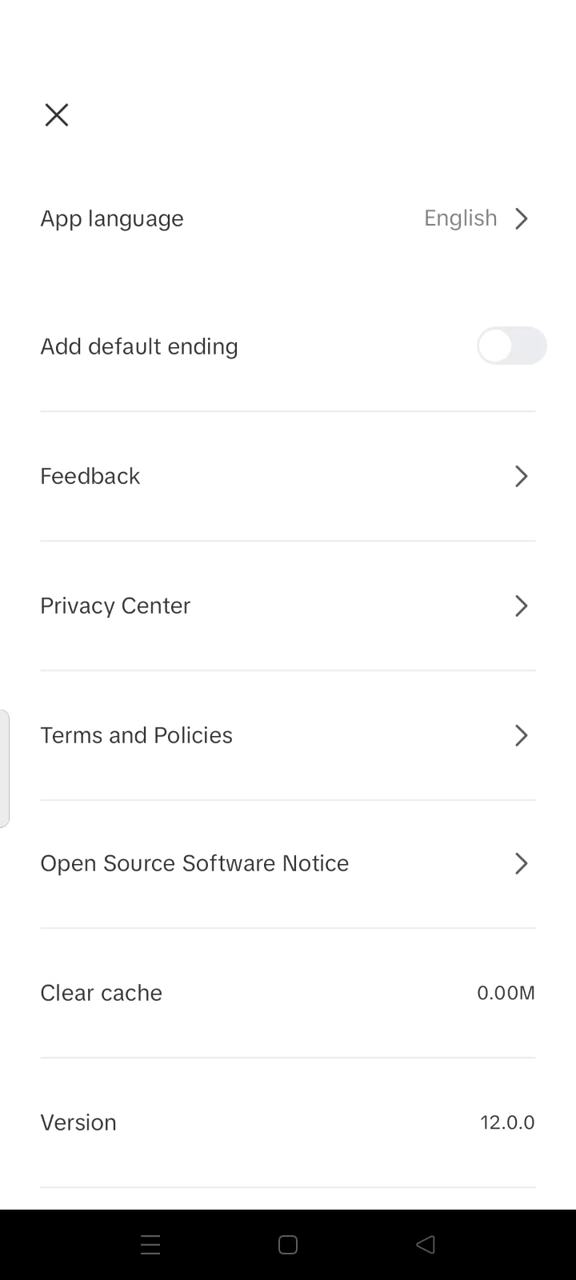 App language English
Add default ending
Feedback
Privacy Center
Terms and Policies
Open Source Software Notice
Clear cache 0.00M
Version 12.0.0